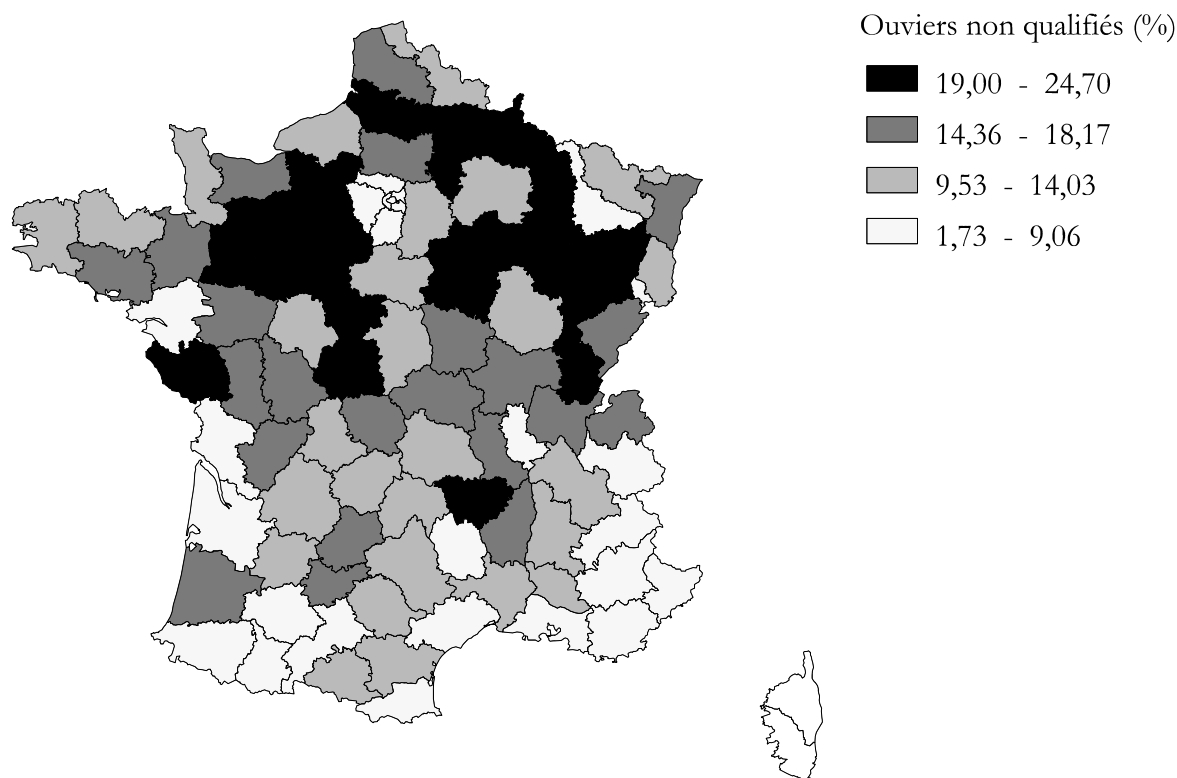 Ouviers non qualifiés (%)
19,00 - 24,70
14,36 - 18,17
9,53 - 14,03
1,73 - 9,06